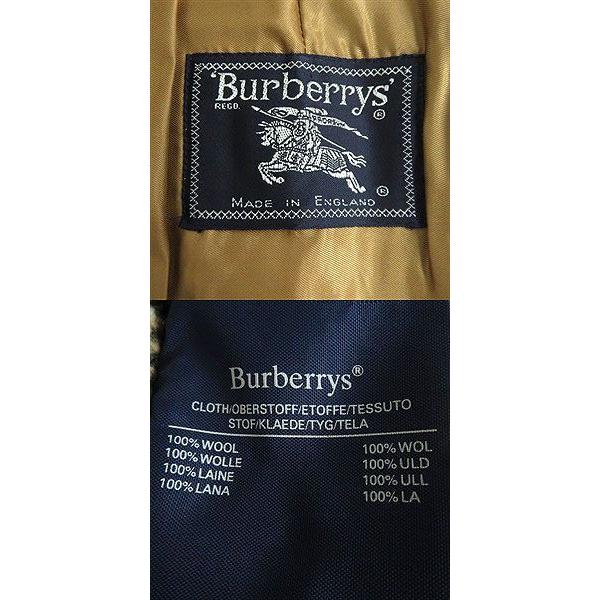 'Burberrys'
REGD.
®
®
MADE IN ENGLAND
Burberrys®
CLOTH/OBERSTOFF/ETOFFE/TESSUTO
STOF/KLAEDE/TYG/TELA
100% WOOL
100% WOLLE
100% LAINE
100% LANA
100% WOL
100% ULD
100% ULL
100% LA